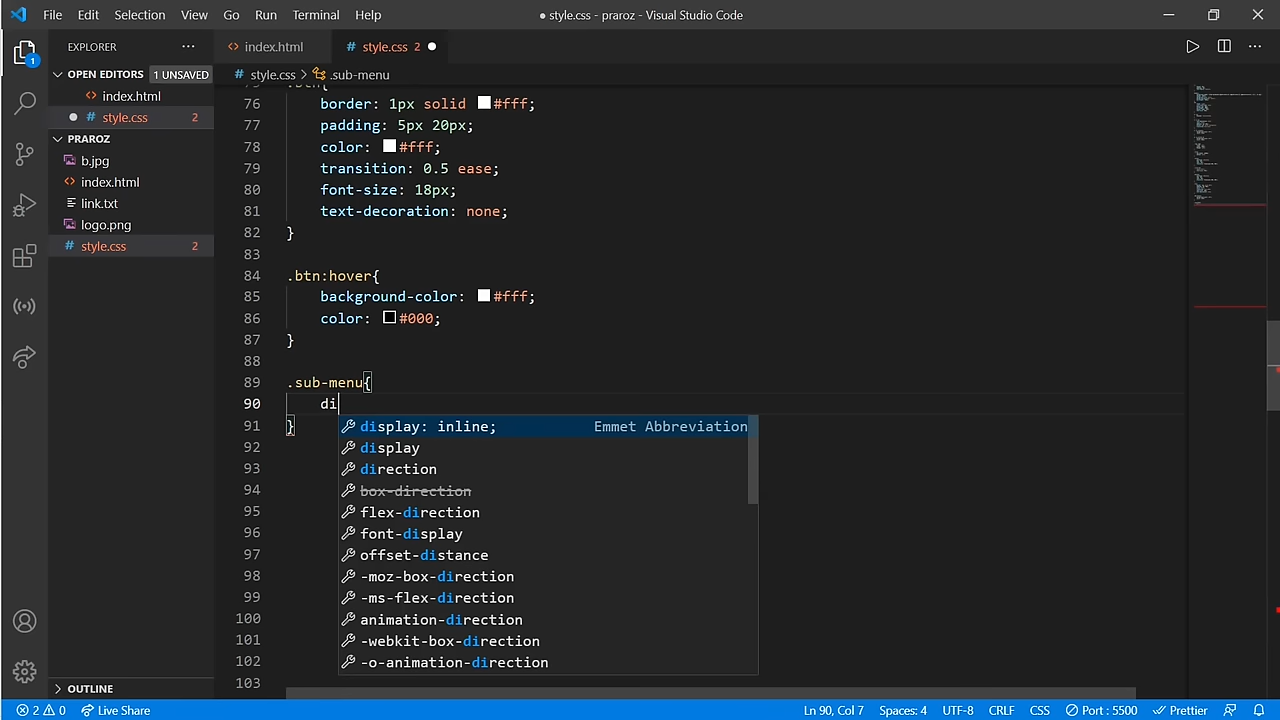 File Edit Selection View Go Run Terminal Help
● style.css - praroz - Visual Studio Code
1
EXPLORER ···
OPEN EDITORS 1 UNSAVED
<> index.html
● # style.css 2
PRAROZ
b.jpg
<> index.html
link.txt
logo.png
# style.css 2
OUTLINE
<> index.html # style.css 2 ●
# style.css > .sub-menu
76 border: 1px solid #fff;
77 padding: 5px 20px;
78 color: #fff;
79 transition: 0.5 ease;
80 font-size: 18px;
81 text-decoration: none;
82 }
83
84 .btn:hover{
85 background-color: #fff;
86 color: #000;
87 }
88
89 .sub-menu{
90 di
91 }
92
93
94
95
96
97
98
99
100
101
102
103
display: inline; Emmet Abbreviation
display
direction
box-direction
flex-direction
font-display
offset-distance
-moz-box-direction
-ms-flex-direction
animation-direction
-webkit-box-direction
-o-animation-direction
2 0 Live Share Ln 90, Col 7 Spaces: 4 UTF-8 CRLF CSS Port : 5500 Prettier